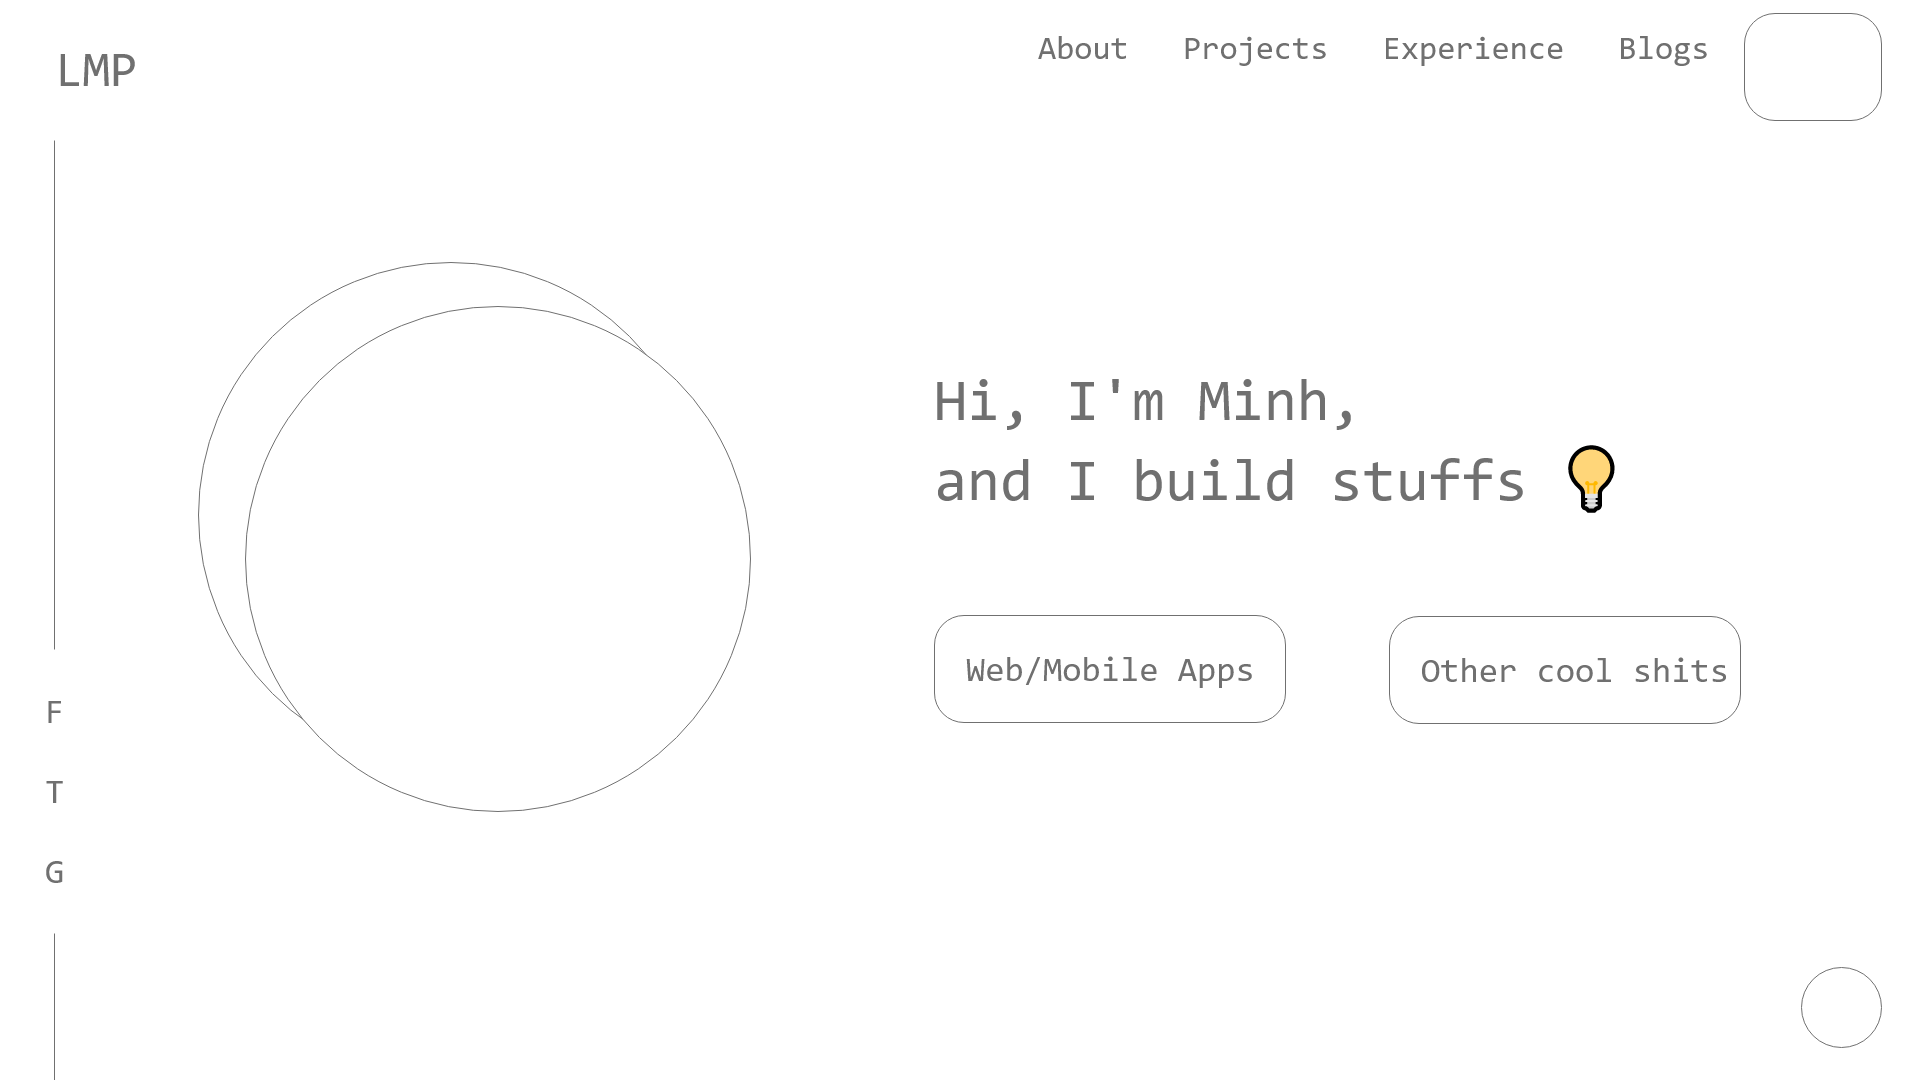 LMP
About Projects Experience Blogs
Hi, I'm Minh,
and I build stuffs 💡
Web/Mobile Apps
Other cool shits
F
T
G